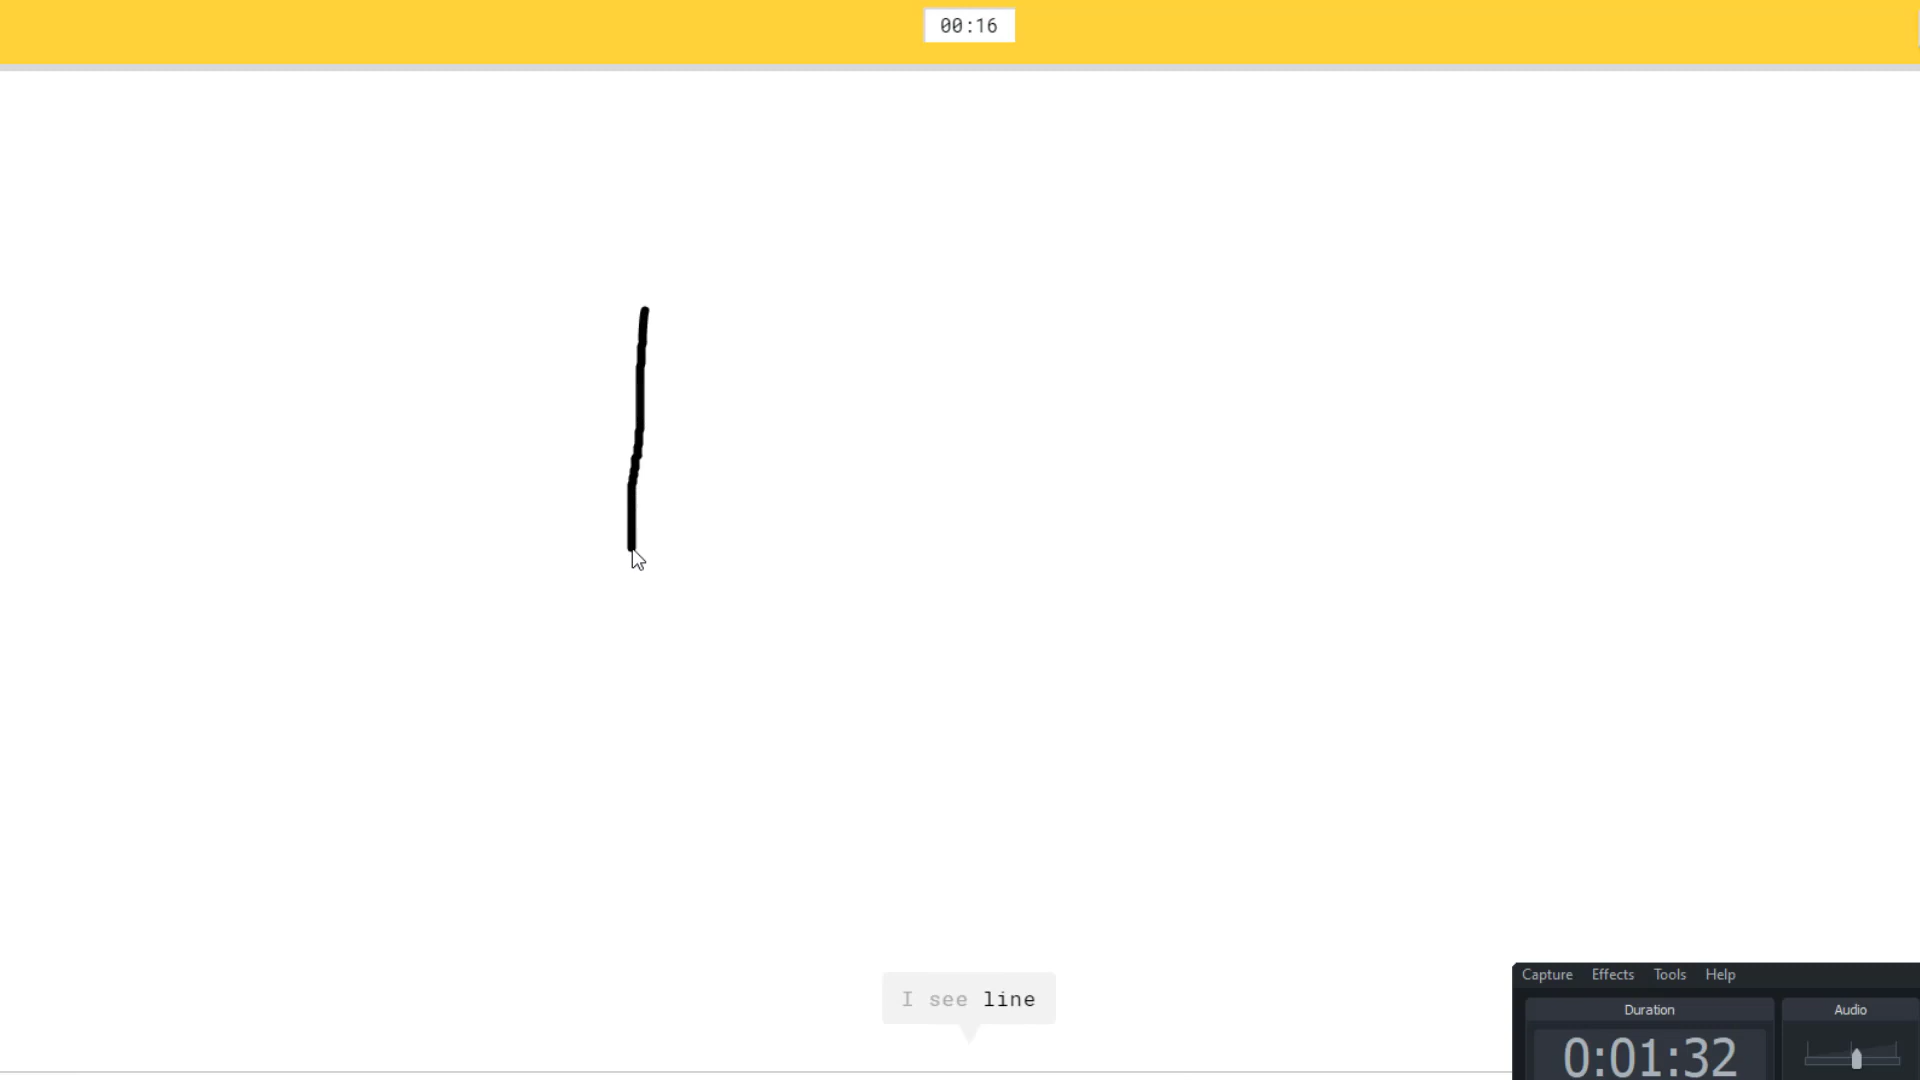 00:16
I see line
Capture Effects Tools Help
Duration
Audio
0:01:32